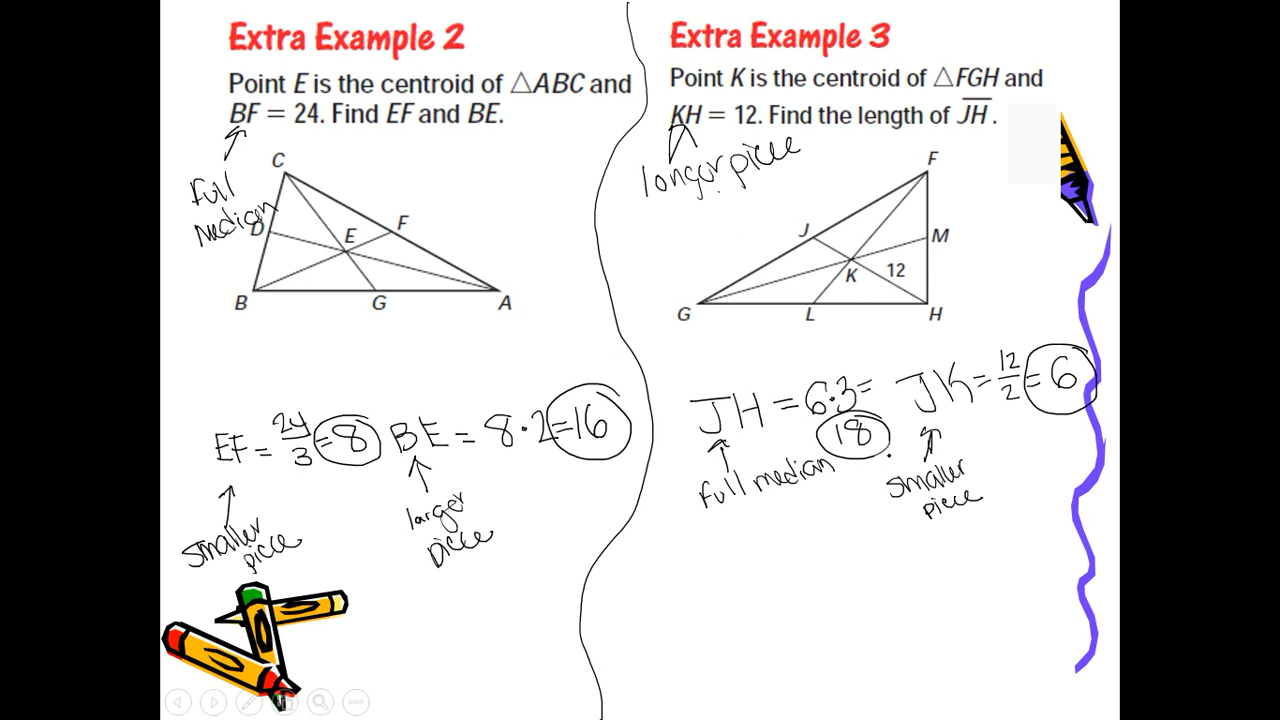 Extra Example 2
Point E is the centroid of △ABC and
BF = 24. Find EF and BE.
Full
median
C
D
E
F
B
G
A
EF = 24/3 = 8
BE = 8 · 2 = 16
smaller
piece
larger
piece
Extra Example 3
Point K is the centroid of △FGH and
KH = 12. Find the length of J͞H.
longer piece
F
J
M
K
12
G
L
H
JH = 6·3 =
18
JK = 12/2 = 6
Full median
smaller
piece